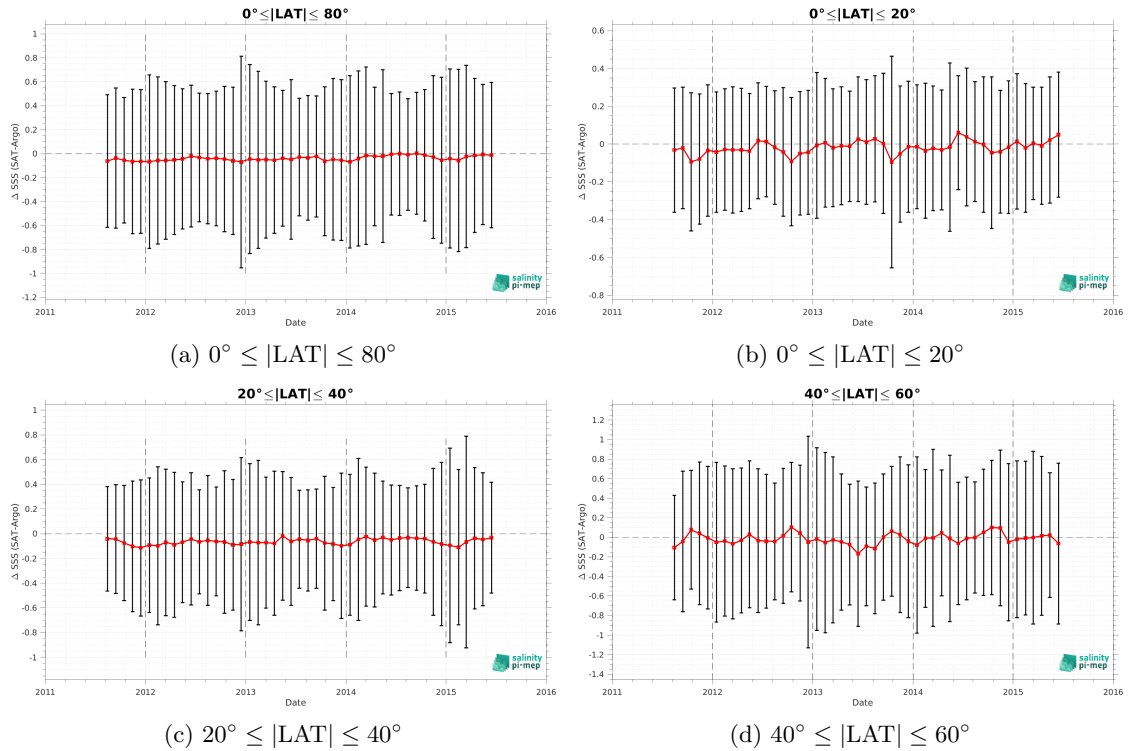 0°≤|LAT|≤ 80°
1
0.8
0.6
0.4
0.2
0
-0.2
-0.4
-0.6
-0.8
-1
-1.2
Δ SSS (SAT-Argo)
2011
2012
2013
2014
2015
2016
Date
salinity
pi-mep
(a) 0° ≤ |LAT| ≤ 80°
0°≤|LAT|≤ 20°
0.6
0.4
0.2
0
-0.2
-0.4
-0.6
-0.8
Δ SSS (SAT-Argo)
2011
2012
2013
2014
2015
2016
Date
salinity
pi-mep
(b) 0° ≤ |LAT| ≤ 20°
20°≤|LAT|≤ 40°
1
0.8
0.6
0.4
0.2
0
-0.2
-0.4
-0.6
-0.8
-1
Δ SSS (SAT-Argo)
2011
2012
2013
2014
2015
2016
Date
salinity
pi-mep
(c) 20° ≤ |LAT| ≤ 40°
40°≤|LAT|≤ 60°
1.2
1
0.8
0.6
0.4
0.2
0
-0.2
-0.4
-0.6
-0.8
-1
-1.2
-1.4
Δ SSS (SAT-Argo)
2011
2012
2013
2014
2015
2016
Date
salinity
pi-mep
(d) 40° ≤ |LAT| ≤ 60°